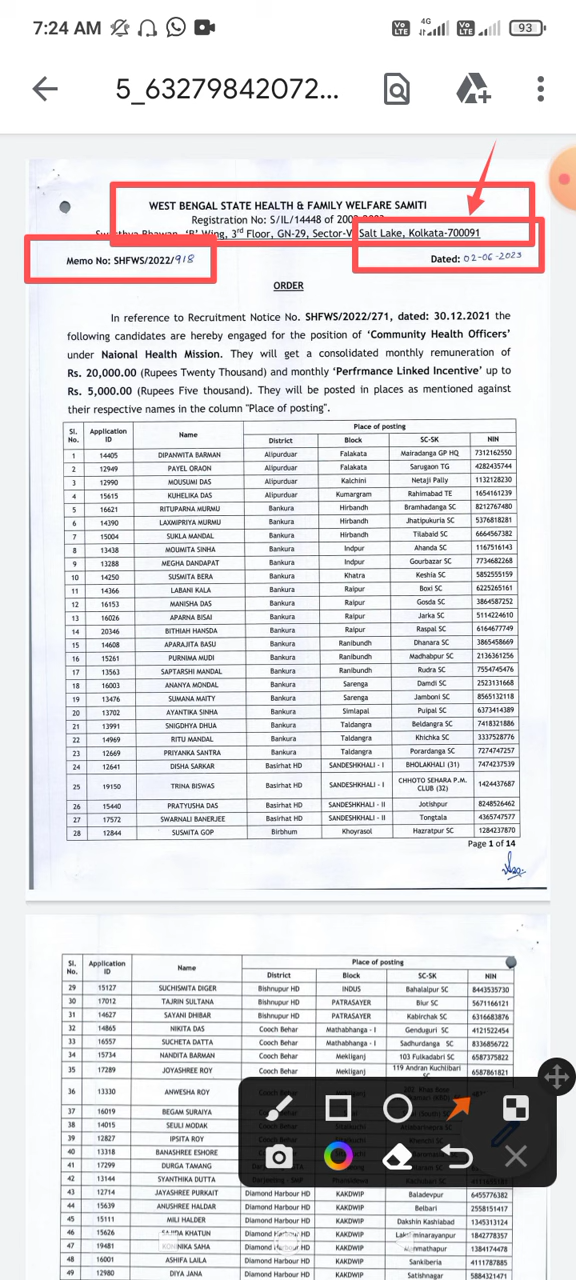 7:24 AM
Vo LTE 4G Vo LTE 93
5_63279842072...
WEST BENGAL STATE HEALTH & FAMILY WELFARE SAMITI
Registration No: S/IL/14448 of
Wing, 3rd Floor, GN-29, Sector-V, Salt Lake, Kolkata-700091
Memo No: SHFWS/2022/918 Dated: 02-06-2023
ORDER
In reference to Recruitment Notice No. SHFWS/2022/271, dated: 30.12.2021 the
following candidates are hereby engaged for the position of ‘Community Health Officers’
under Naional Health Mission. They will get a consolidated monthly remuneration of
Rs. 20,000.00 (Rupees Twenty Thousand) and monthly ‘Perfrmance Linked Incentive’ up to
Rs. 5,000.00 (Rupees Five thousand). They will be posted in places as mentioned against
their respective names in the column "Place of posting".
Sl. No. Application ID Name Place of posting
District Block SC-SK NIN
1 14405 DIPANWITA BARMAN Alipurduar Falakata Mairadanga GP HQ 7312162550
2 12949 PAYEL ORAON Alipurduar Falakata Sarugaon TG 4282435744
3 12990 MOUSUMI DAS Alipurduar Kalchini Netaji Pally 1132128230
4 15615 KUHELIKA DAS Alipurduar Kumargram Rahimabad TE 1654161239
5 16621 RITUPARNA MURMU Bankura Hirbandh Bramhadanga SC 8212767480
6 14390 LAXMIPRIYA MURMU Bankura Hirbandh Jhatipukuria SC 5376818281
7 15004 SUKLA MANDAL Bankura Hirbandh Tilabaid SC 6664567382
8 13438 MOUMITA SINHA Bankura Indpur Ahanda SC 1167516143
9 13288 MEGHA DANDAPAT Bankura Indpur Gourbazar SC 7734682268
10 14250 SUSMITA BERA Bankura Khatra Keshia SC 5852555159
11 14366 LABANI KALA Bankura Raipur Boxi SC 6225265161
12 16153 MANISHA DAS Bankura Raipur Gosda SC 3864587252
13 16026 APARNA BISAI Bankura Raipur Jarka SC 5114224610
14 20346 BITHIAH HANSDA Bankura Raipur Raspal SC 6164677749
15 14608 APARAJITA BASU Bankura Ranibundh Dhanara SC 3865458669
16 15261 PURNIMA MUDI Bankura Ranibundh Madhabpur SC 2136361256
17 13563 SAPTARSHI MANDAL Bankura Ranibundh Rudra SC 7554745476
18 16003 ANANYA MONDAL Bankura Sarenga Damdi SC 2523131668
19 13476 SUMANA MAITY Bankura Sarenga Jamboni SC 8565132118
20 13702 AYANTIKA SINHA Bankura Simlapal Puipal SC 6373414389
21 13991 SNIGDHYA DHUA Bankura Taldangra Beldangra SC 7418321886
22 14969 RITU MANDAL Bankura Taldangra Khichka SC 3337528776
23 12669 PRIYANKA SANTRA Bankura Taldangra Porardanga SC 7274747257
24 12641 DISHA SARKAR Basirhat HD SANDESHKHALI - I BHOLAKHALI (31) 7474237539
25 19150 TRINA BISWAS Basirhat HD SANDESHKHALI - I CHHOTO SEHARA P.M. CLUB (32) 1424437687
26 15440 PRATYUSHA DAS Basirhat HD SANDESHKHALI - II Jotishpur 8248526462
27 17572 SWARNALI BANERJEE Basirhat HD SANDESHKHALI - II Tongtala 4365747577
28 12844 SUSMITA GOP Birbhum Khoyrasol Hazratpur SC 1284237870
Page 1 of 14
Sl. No. Application ID Name Place of posting
District Block SC-SK NIN
29 15127 SUCHISMITA DIGER Bishnupur HD INDUS Bahalalpur SC 8443535730
30 17012 TAJRIN SULTANA Bishnupur HD PATRASAYER Biur SC 5671166121
31 14627 SAYANI DHIBAR Bishnupur HD PATRASAYER Kabirchak SC 6316683876
32 14865 NIKITA DAS Cooch Behar Mathabhanga - I Genduguri SC 4121522454
33 16557 SUCHETA DATTA Cooch Behar Mathabhanga - I Sadhurdanga SC 8336856722
34 15734 NANDITA BARMAN Cooch Behar Mekliganj 103 Fulkadabri SC 6587375822
35 17289 JOYASHREE ROY Cooch Behar Mekliganj 119 Andran Kuchlibari SC 6587861821
36 13330 ANWESHA ROY
37 16019 BEGAM SURAIYA
38 14015 SEULI MODAK
39 12827 IPSITA ROY
40 13318 BANASHREE ESHORE
41 17299 DURGA TAMANG
42 13144 SYANTHIKA DUTTA
43 12714 JAYASHREE PURKAIT Diamond Harbour HD KAKDWIP Baladevpur 6455776382
44 15639 ANUSHREE HALDAR Diamond Harbour HD KAKDWIP Belbari 2558151417
45 15111 MILI HALDER Diamond Harbour HD KAKDWIP Dakshin Kashiabad 1345313124
46 15626 KHATUN Diamond Harbour HD KAKDWIP 1842778357
47 19481 SAHA Diamond Harbour HD KAKDWIP 1384174478
48 16001 ASHIFA LAILA Diamond Harbour HD KAKDWIP Sankiberia 4111787885
49 12980 DIYA JANA Diamond Harbour HD KAKDWIP Satishnagar 5884321471